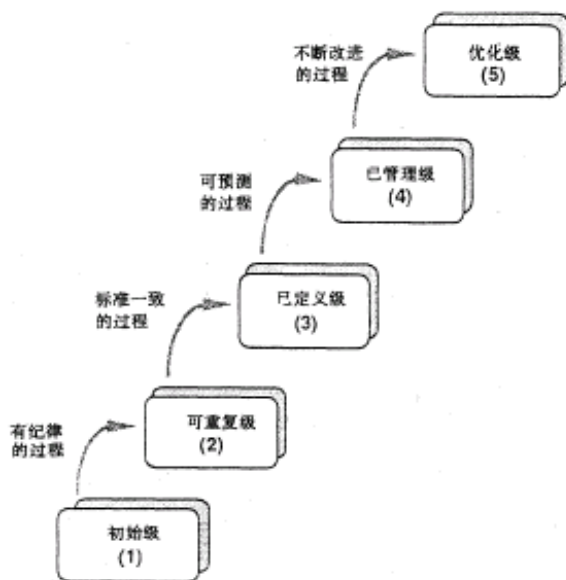 不断改进
的过程
优化级
(5)
可预测
的过程
已管理级
(4)
标准一致
的过程
已定义级
(3)
有纪律
的过程
可重复级
(2)
初始级
(1)